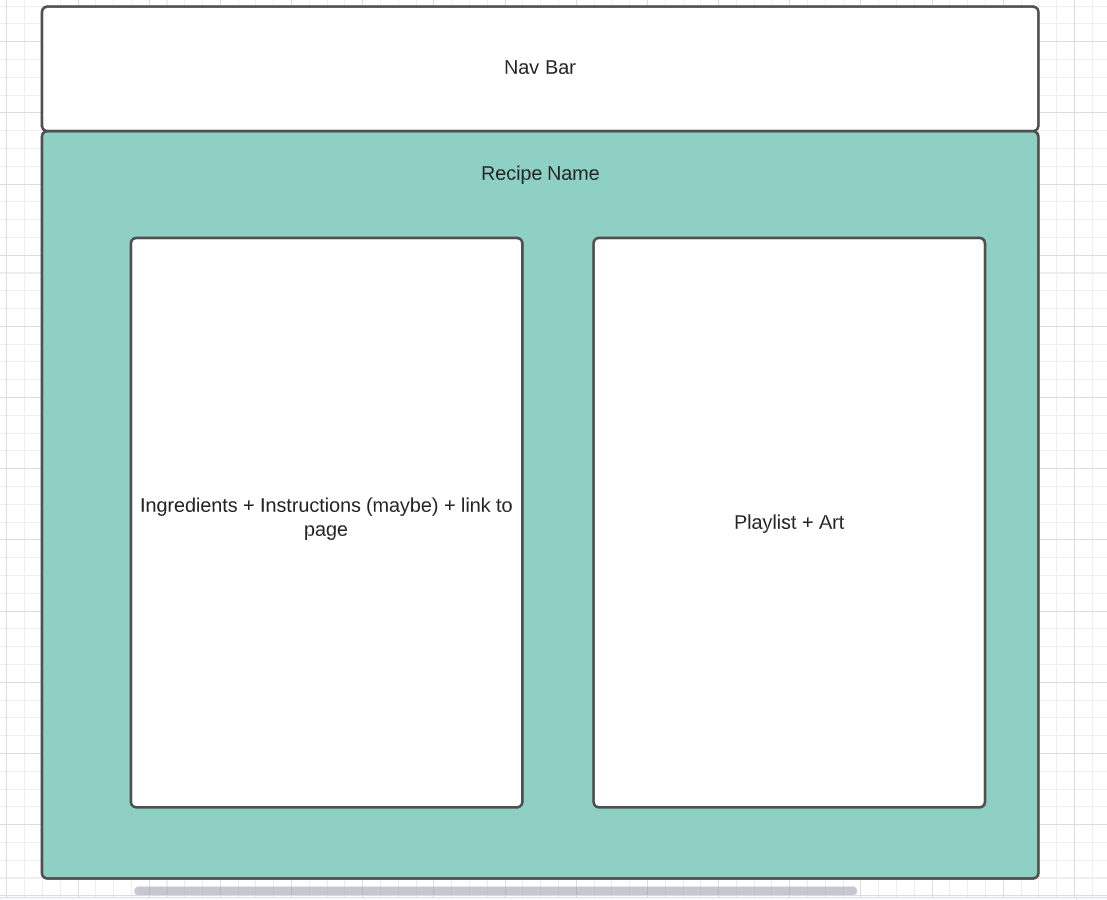 Nav Bar
Recipe Name
Ingredients + Instructions (maybe) + link to
page
Playlist + Art